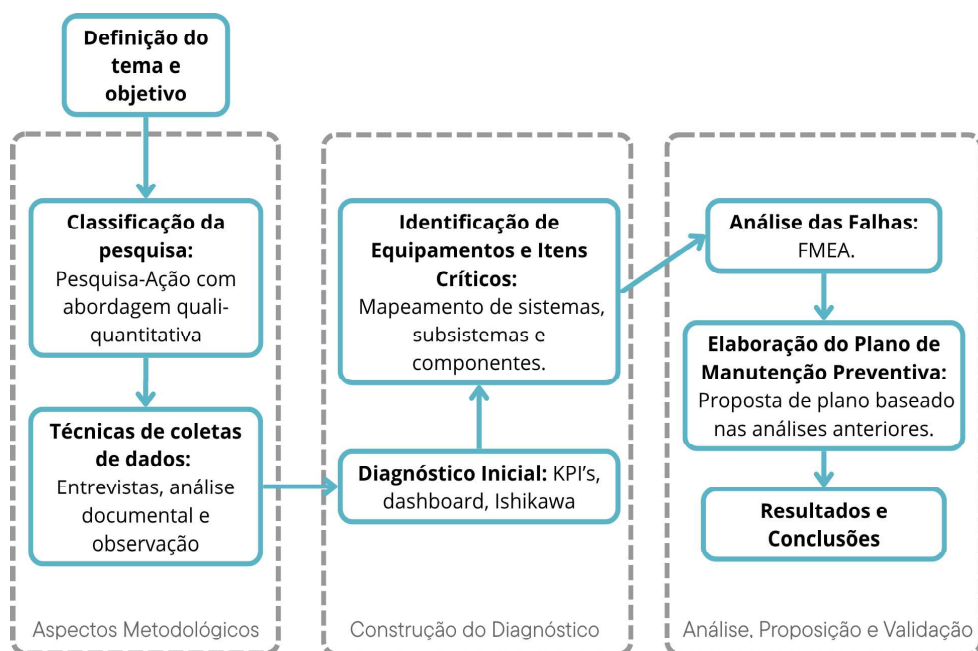 Definição do
tema e
objetivo
Classificação da
pesquisa:
Pesquisa-Ação com
abordagem quali-
quantitativa
Técnicas de coletas
de dados:
Entrevistas, análise
documental e
observação
Aspectos Metodológicos
Identificação de
Equipamentos e Itens
Críticos:
Mapeamento de sistemas,
subsistemas e
componentes.
Diagnóstico Inicial: KPI's,
dashboard, Ishikawa
Construção do Diagnóstico
Análise das Falhas:
FMEA.
Elaboração do Plano de
Manutenção Preventiva:
Proposta de plano baseado
nas análises anteriores.
Resultados e
Conclusões
Análise, Proposição e Validação